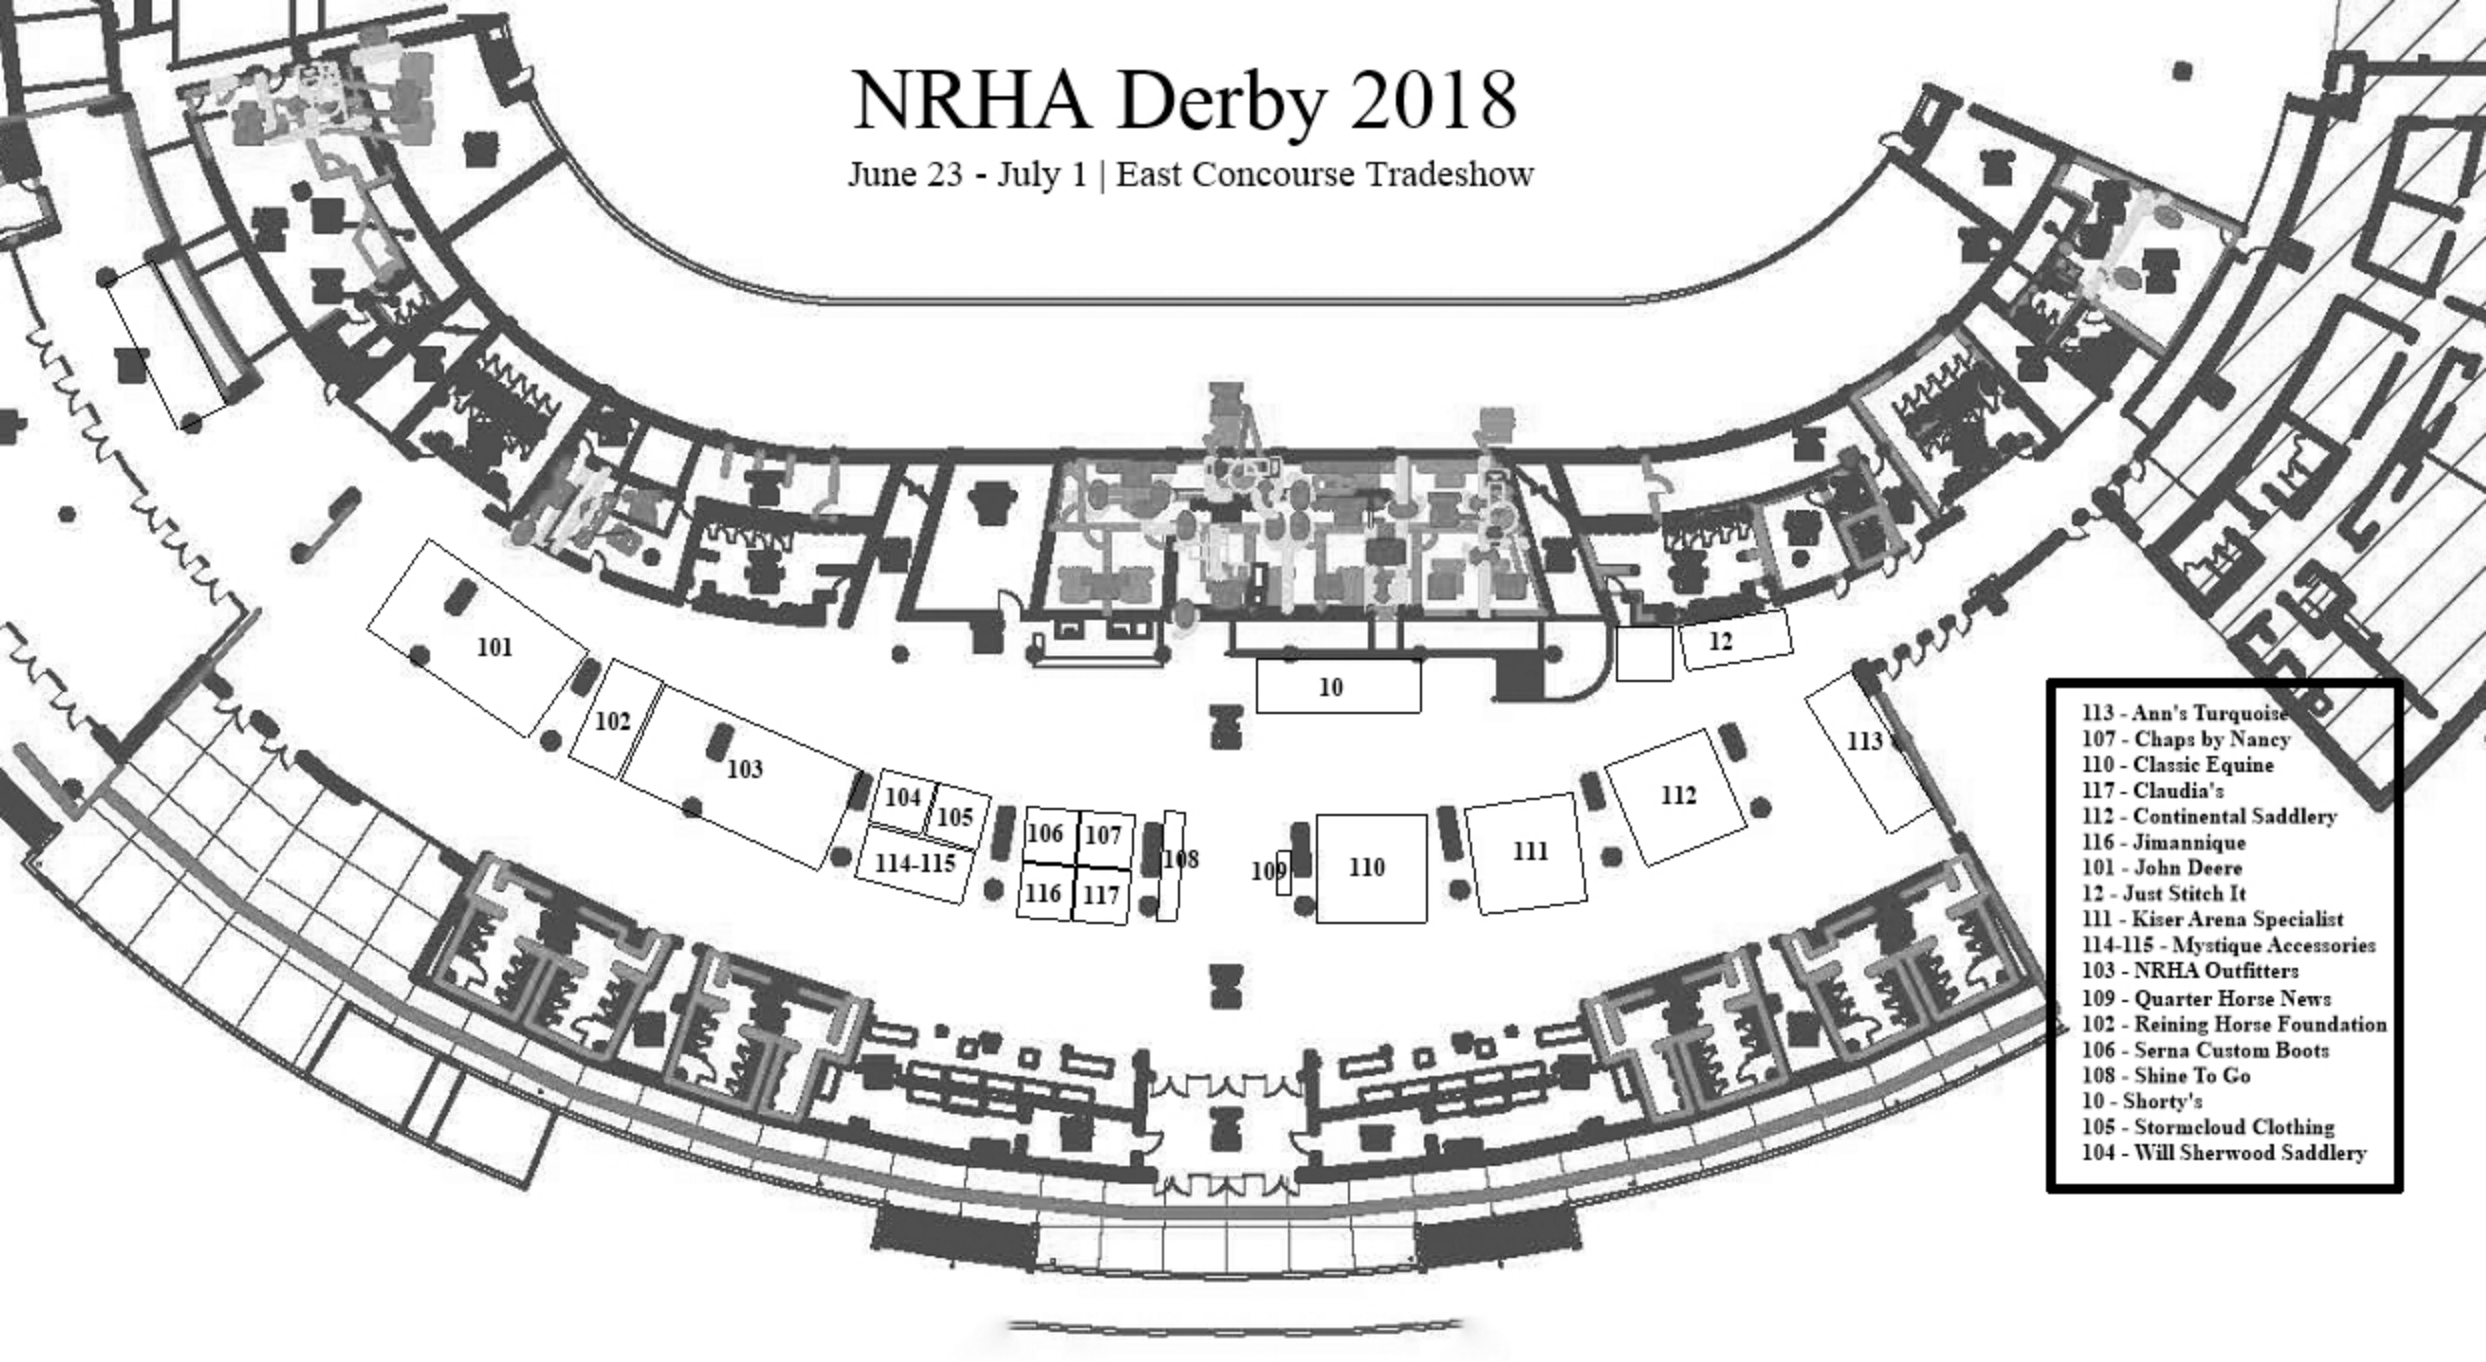 NRHA Derby 2018
June 23 - July 1 | East Concourse Tradeshow
101
102
103
104
105
114-115
106
107
116
117
108
109
110
111
112
113
10
12
113 - Ann's Turquoise
107 - Chaps by Nancy
110 - Classic Equine
117 - Claudia's
112 - Continental Saddlery
116 - Jimannique
101 - John Deere
12 - Just Stitch It
111 - Kiser Arena Specialist
114-115 - Mystique Accessories
103 - NRHA Outfitters
109 - Quarter Horse News
102 - Reining Horse Foundation
106 - Serna Custom Boots
108 - Shine To Go
10 - Shorty's
105 - Stormcloud Clothing
104 - Will Sherwood Saddlery